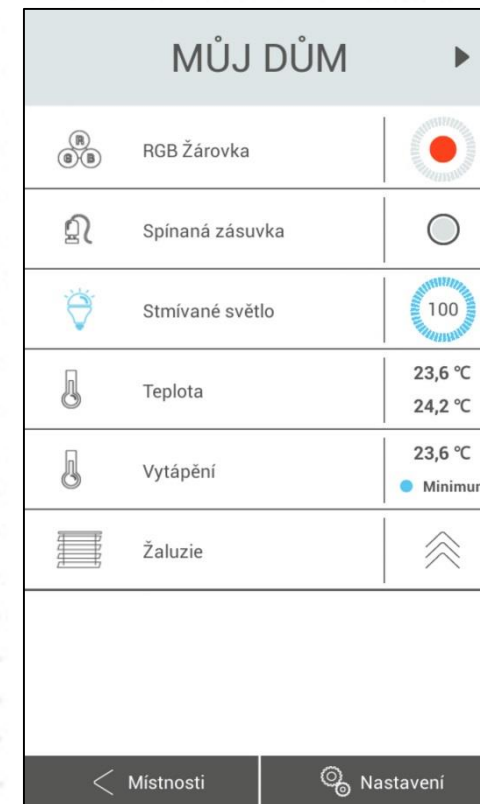 MŮJ DŮM
R
G B
RGB Žárovka
Spínaná zásuvka
Stmívané světlo
100
Teplota
23,6 °C
24,2 °C
Vytápění
23,6 °C
Minimum
Žaluzie
Místnosti
Nastavení